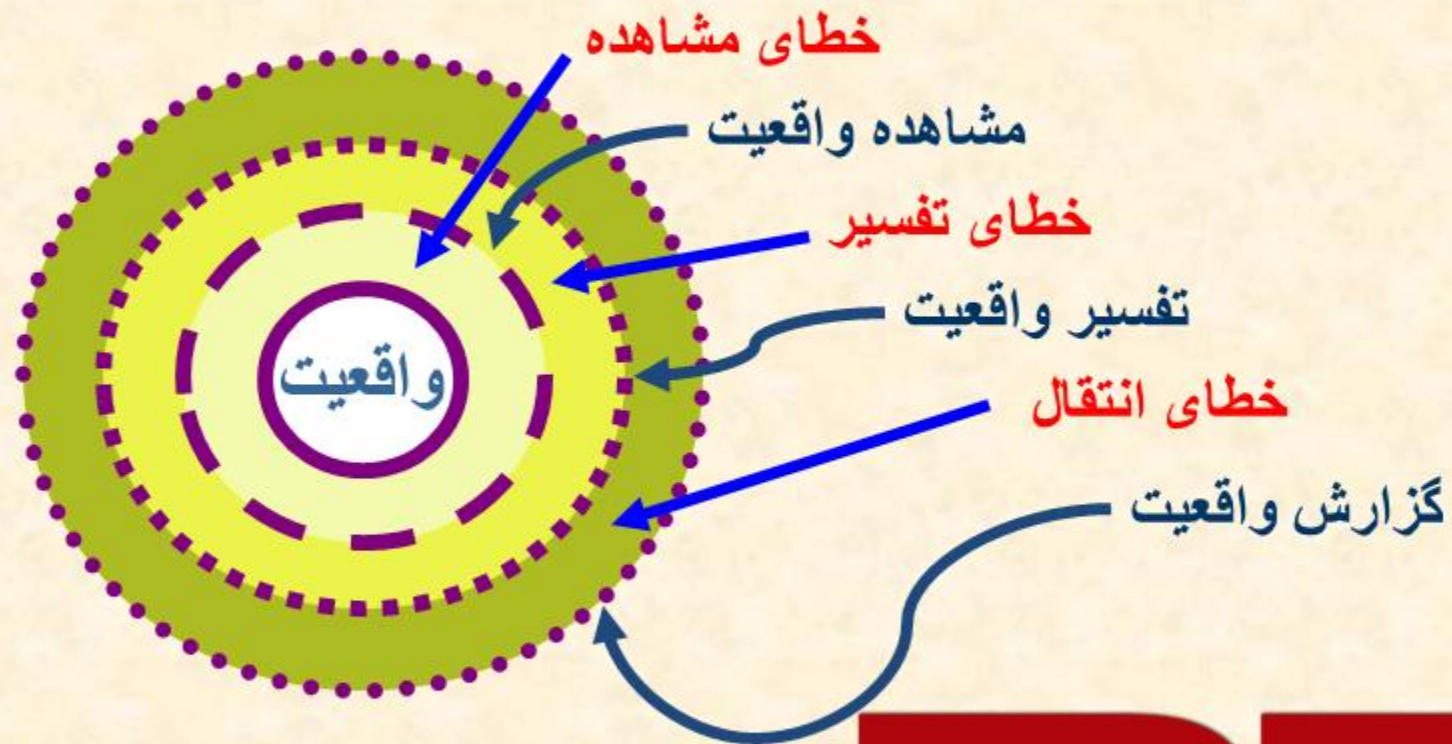 خطای مشاهده
مشاهده واقعیت
خطای تفسیر
تفسیر واقعیت
خطای انتقال
گزارش واقعیت
واقعیت